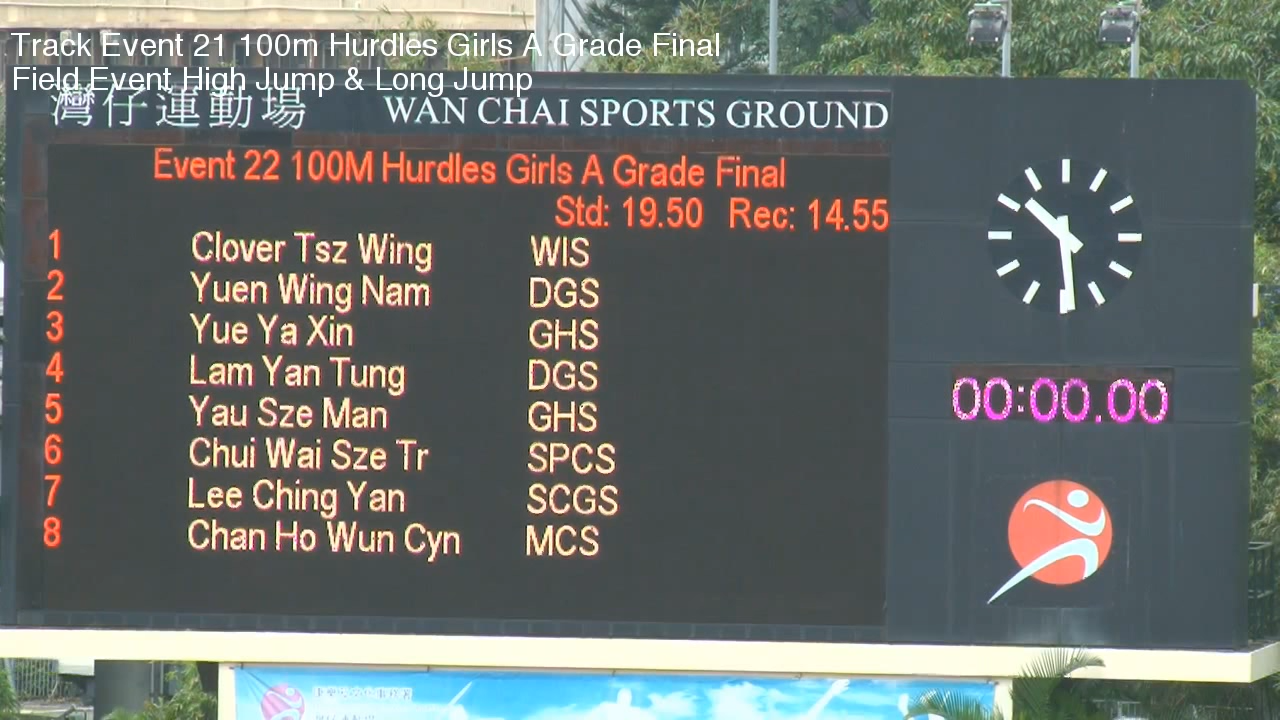 Track Event 21 100m Hurdles Girls A Grade Final
Field Event High Jump & Long Jump
灣仔運動場 WAN CHAI SPORTS GROUND
Event 22 100M Hurdles Girls A Grade Final
Std: 19.50 Rec: 14.55
1 Clover Tsz Wing WIS
2 Yuen Wing Nam DGS
3 Yue Ya Xin GHS
4 Lam Yan Tung DGS
5 Yau Sze Man GHS
6 Chui Wai Sze Tr SPCS
7 Lee Ching Yan SCGS
8 Chan Ho Wun Cyn MCS
00:00.00